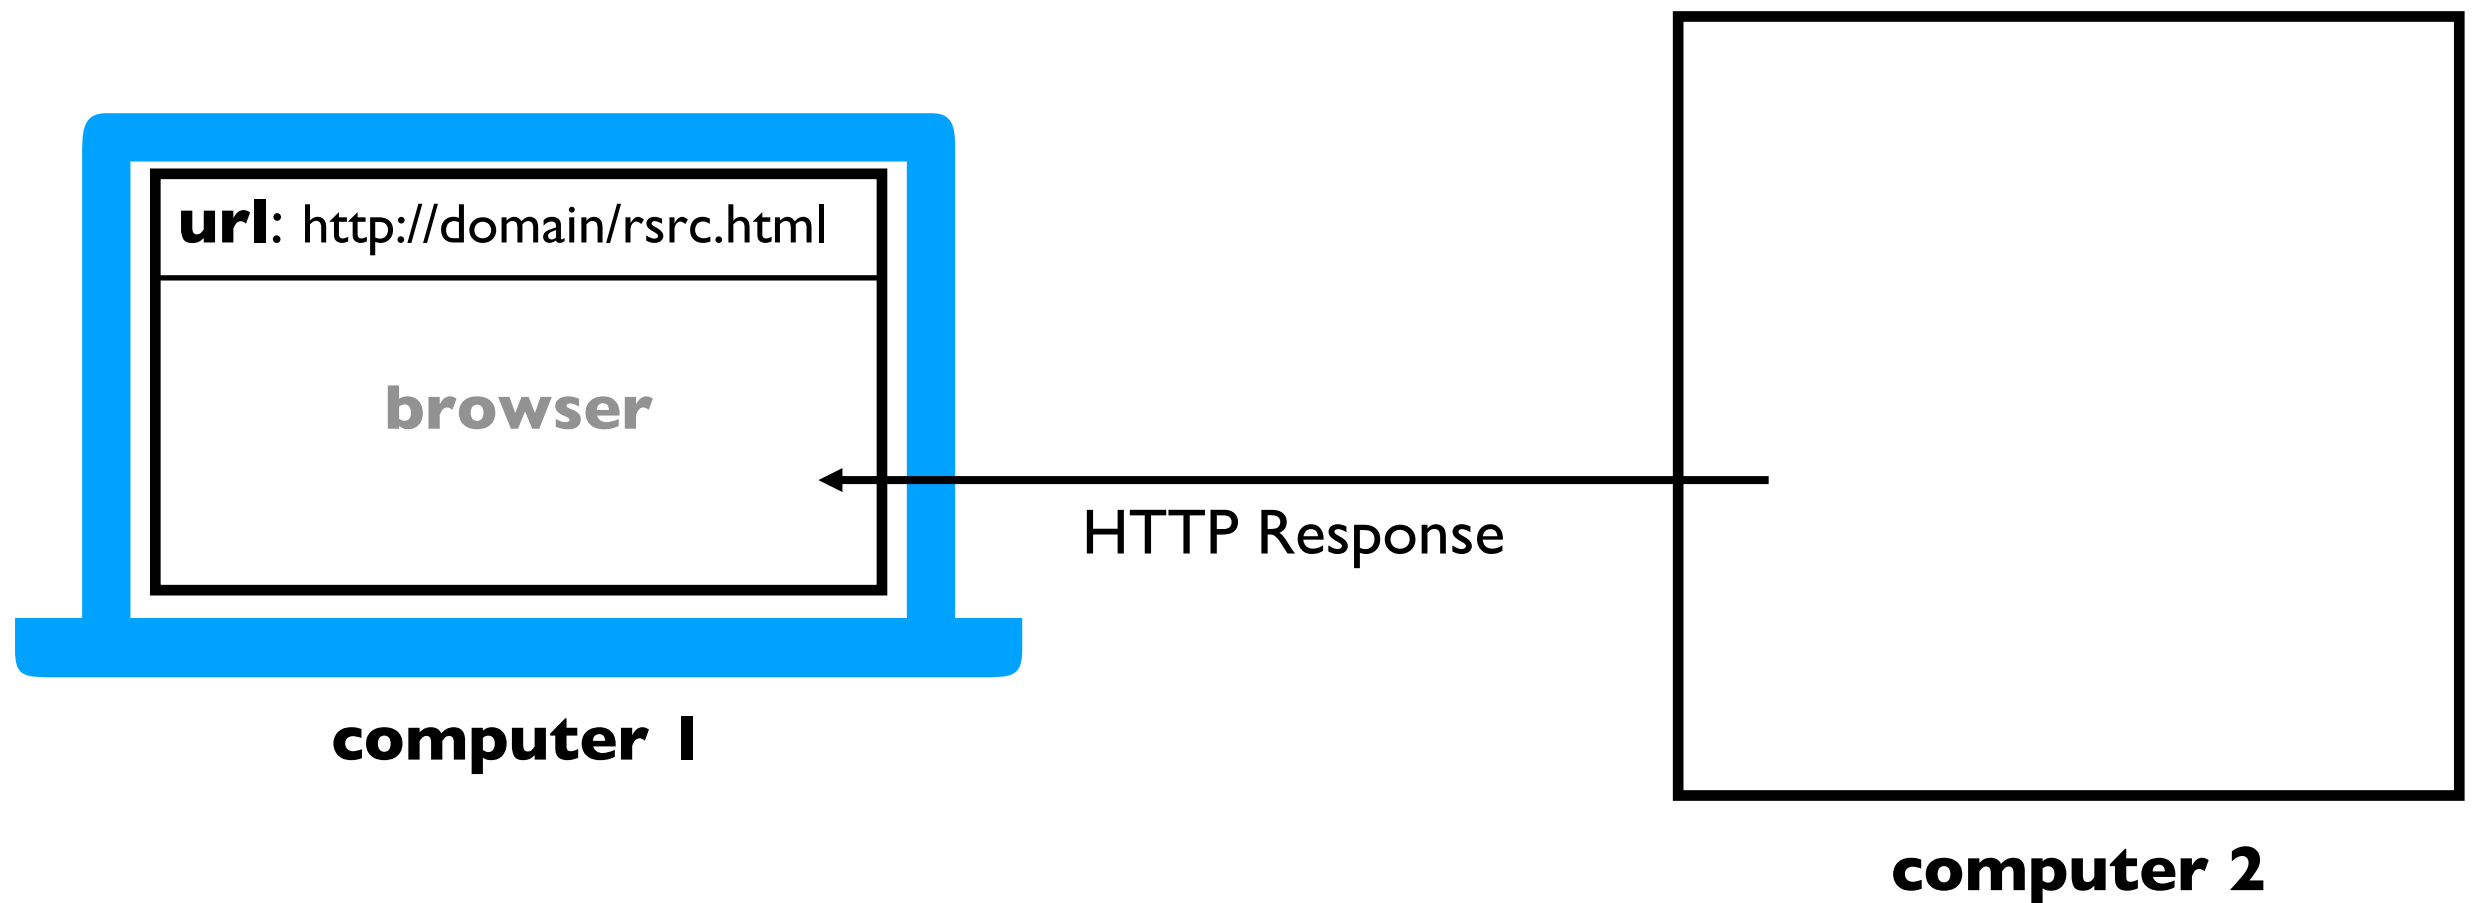 url: http://domain/rsrc.html
browser
HTTP Response
computer 1
computer 2